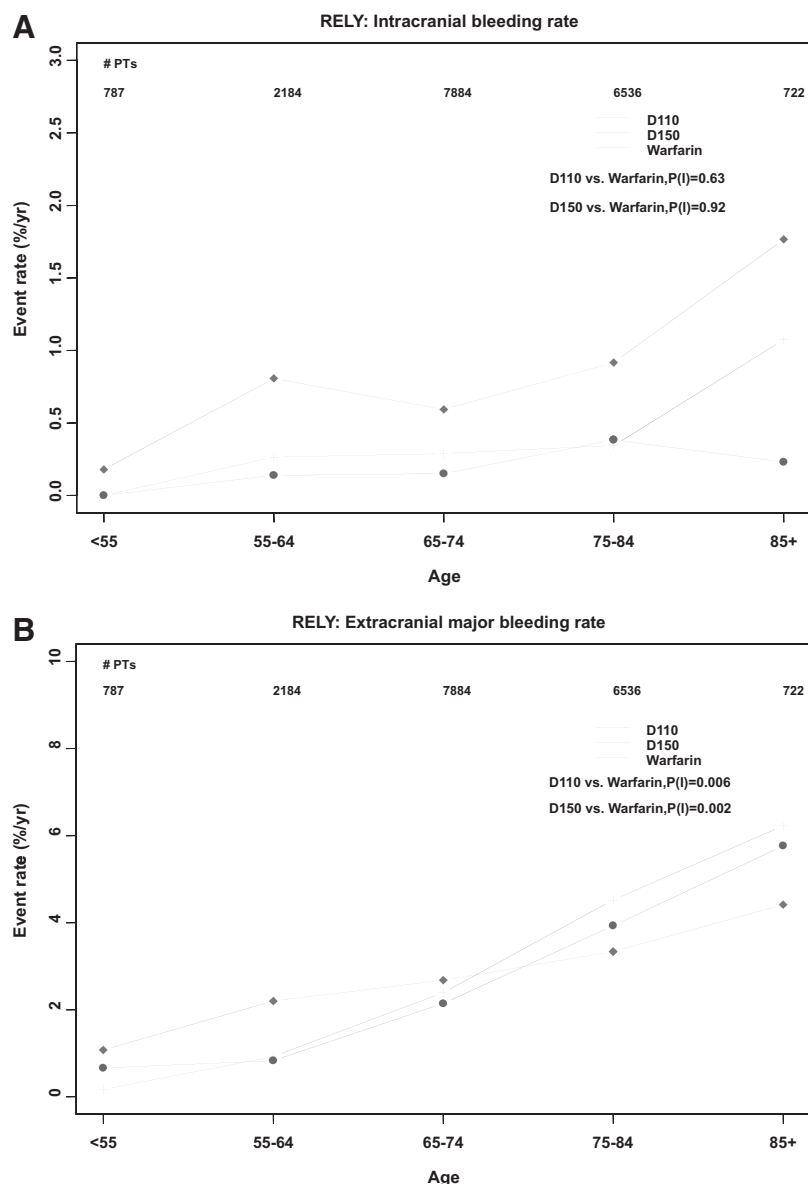 A
RELY: Intracranial bleeding rate
# PTs
787 2184 7884 6536 722
D110
D150
Warfarin
D110 vs. Warfarin,P(I)=0.63
D150 vs. Warfarin,P(I)=0.92
Event rate (%/yr)
3.0
2.5
2.0
1.5
1.0
0.5
0.0
<55 55-64 65-74 75-84 85+
Age
B
RELY: Extracranial major bleeding rate
# PTs
787 2184 7884 6536 722
D110
D150
Warfarin
D110 vs. Warfarin,P(I)=0.006
D150 vs. Warfarin,P(I)=0.002
Event rate (%/yr)
10
8
6
4
2
0
<55 55-64 65-74 75-84 85+
Age